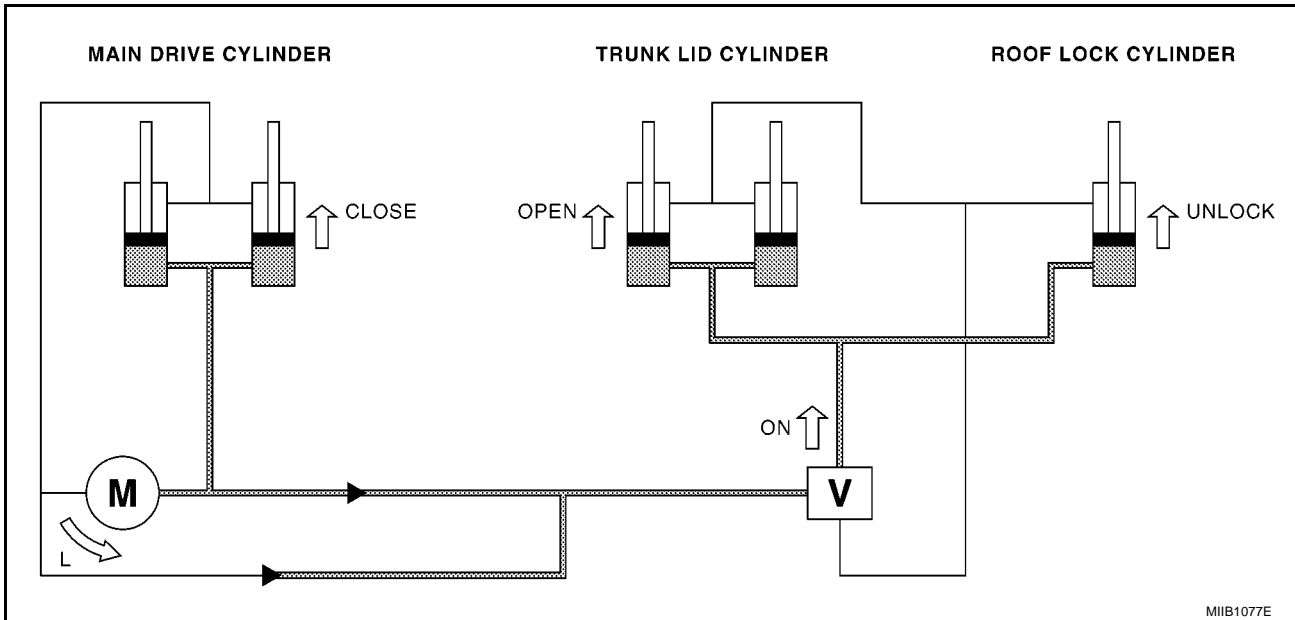 MAIN DRIVE CYLINDER
TRUNK LID CYLINDER
ROOF LOCK CYLINDER
CLOSE
OPEN
UNLOCK
ON
M
V
L
MIIB1077E